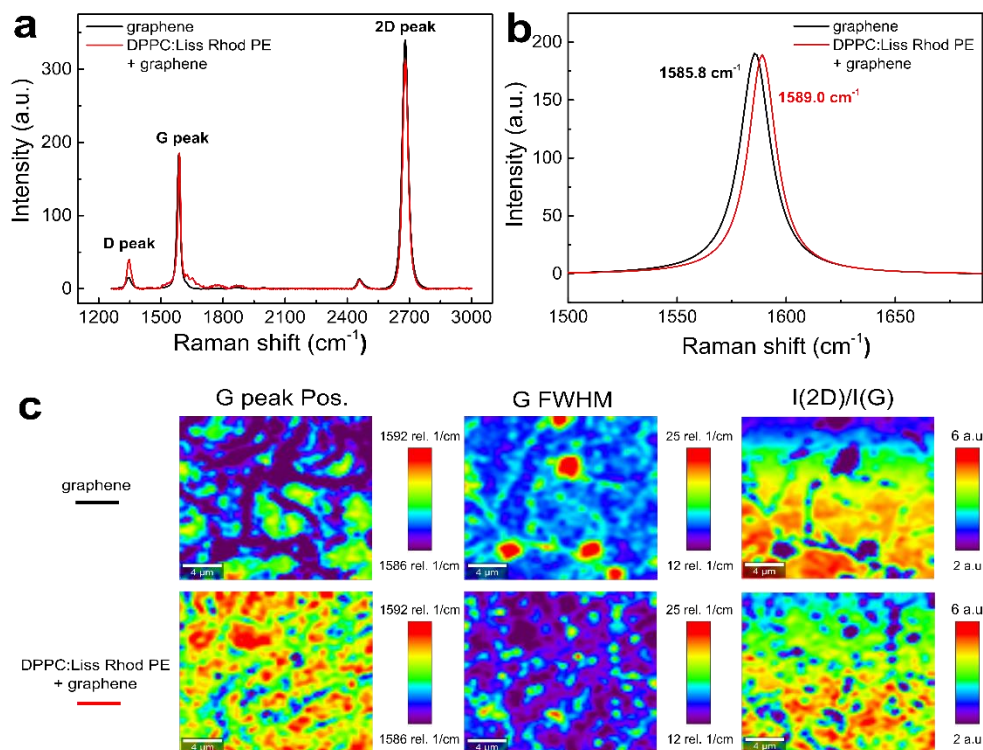 a
graphene
DPPC:Liss Rhod PE
+ graphene
2D peak
G peak
D peak
Intensity (a.u.)
300
200
100
0
1200 1500 1800 2100 2400 2700 3000
Raman shift (cm⁻¹)
b
graphene
DPPC:Liss Rhod PE
+ graphene
1585.8 cm⁻¹
1589.0 cm⁻¹
Intensity (a.u.)
200
150
100
50
0
1500 1550 1600 1650
Raman shift (cm⁻¹)
c
G peak Pos. G FWHM I(2D)/I(G)
graphene
1592 rel. 1/cm
1586 rel. 1/cm
4 µm
25 rel. 1/cm
12 rel. 1/cm
4 µm
6 a.u
2 a.u
4 µm
DPPC:Liss Rhod PE
+ graphene
1592 rel. 1/cm
1586 rel. 1/cm
4 µm
25 rel. 1/cm
12 rel. 1/cm
4 µm
6 a.u
2 a.u
4 µm